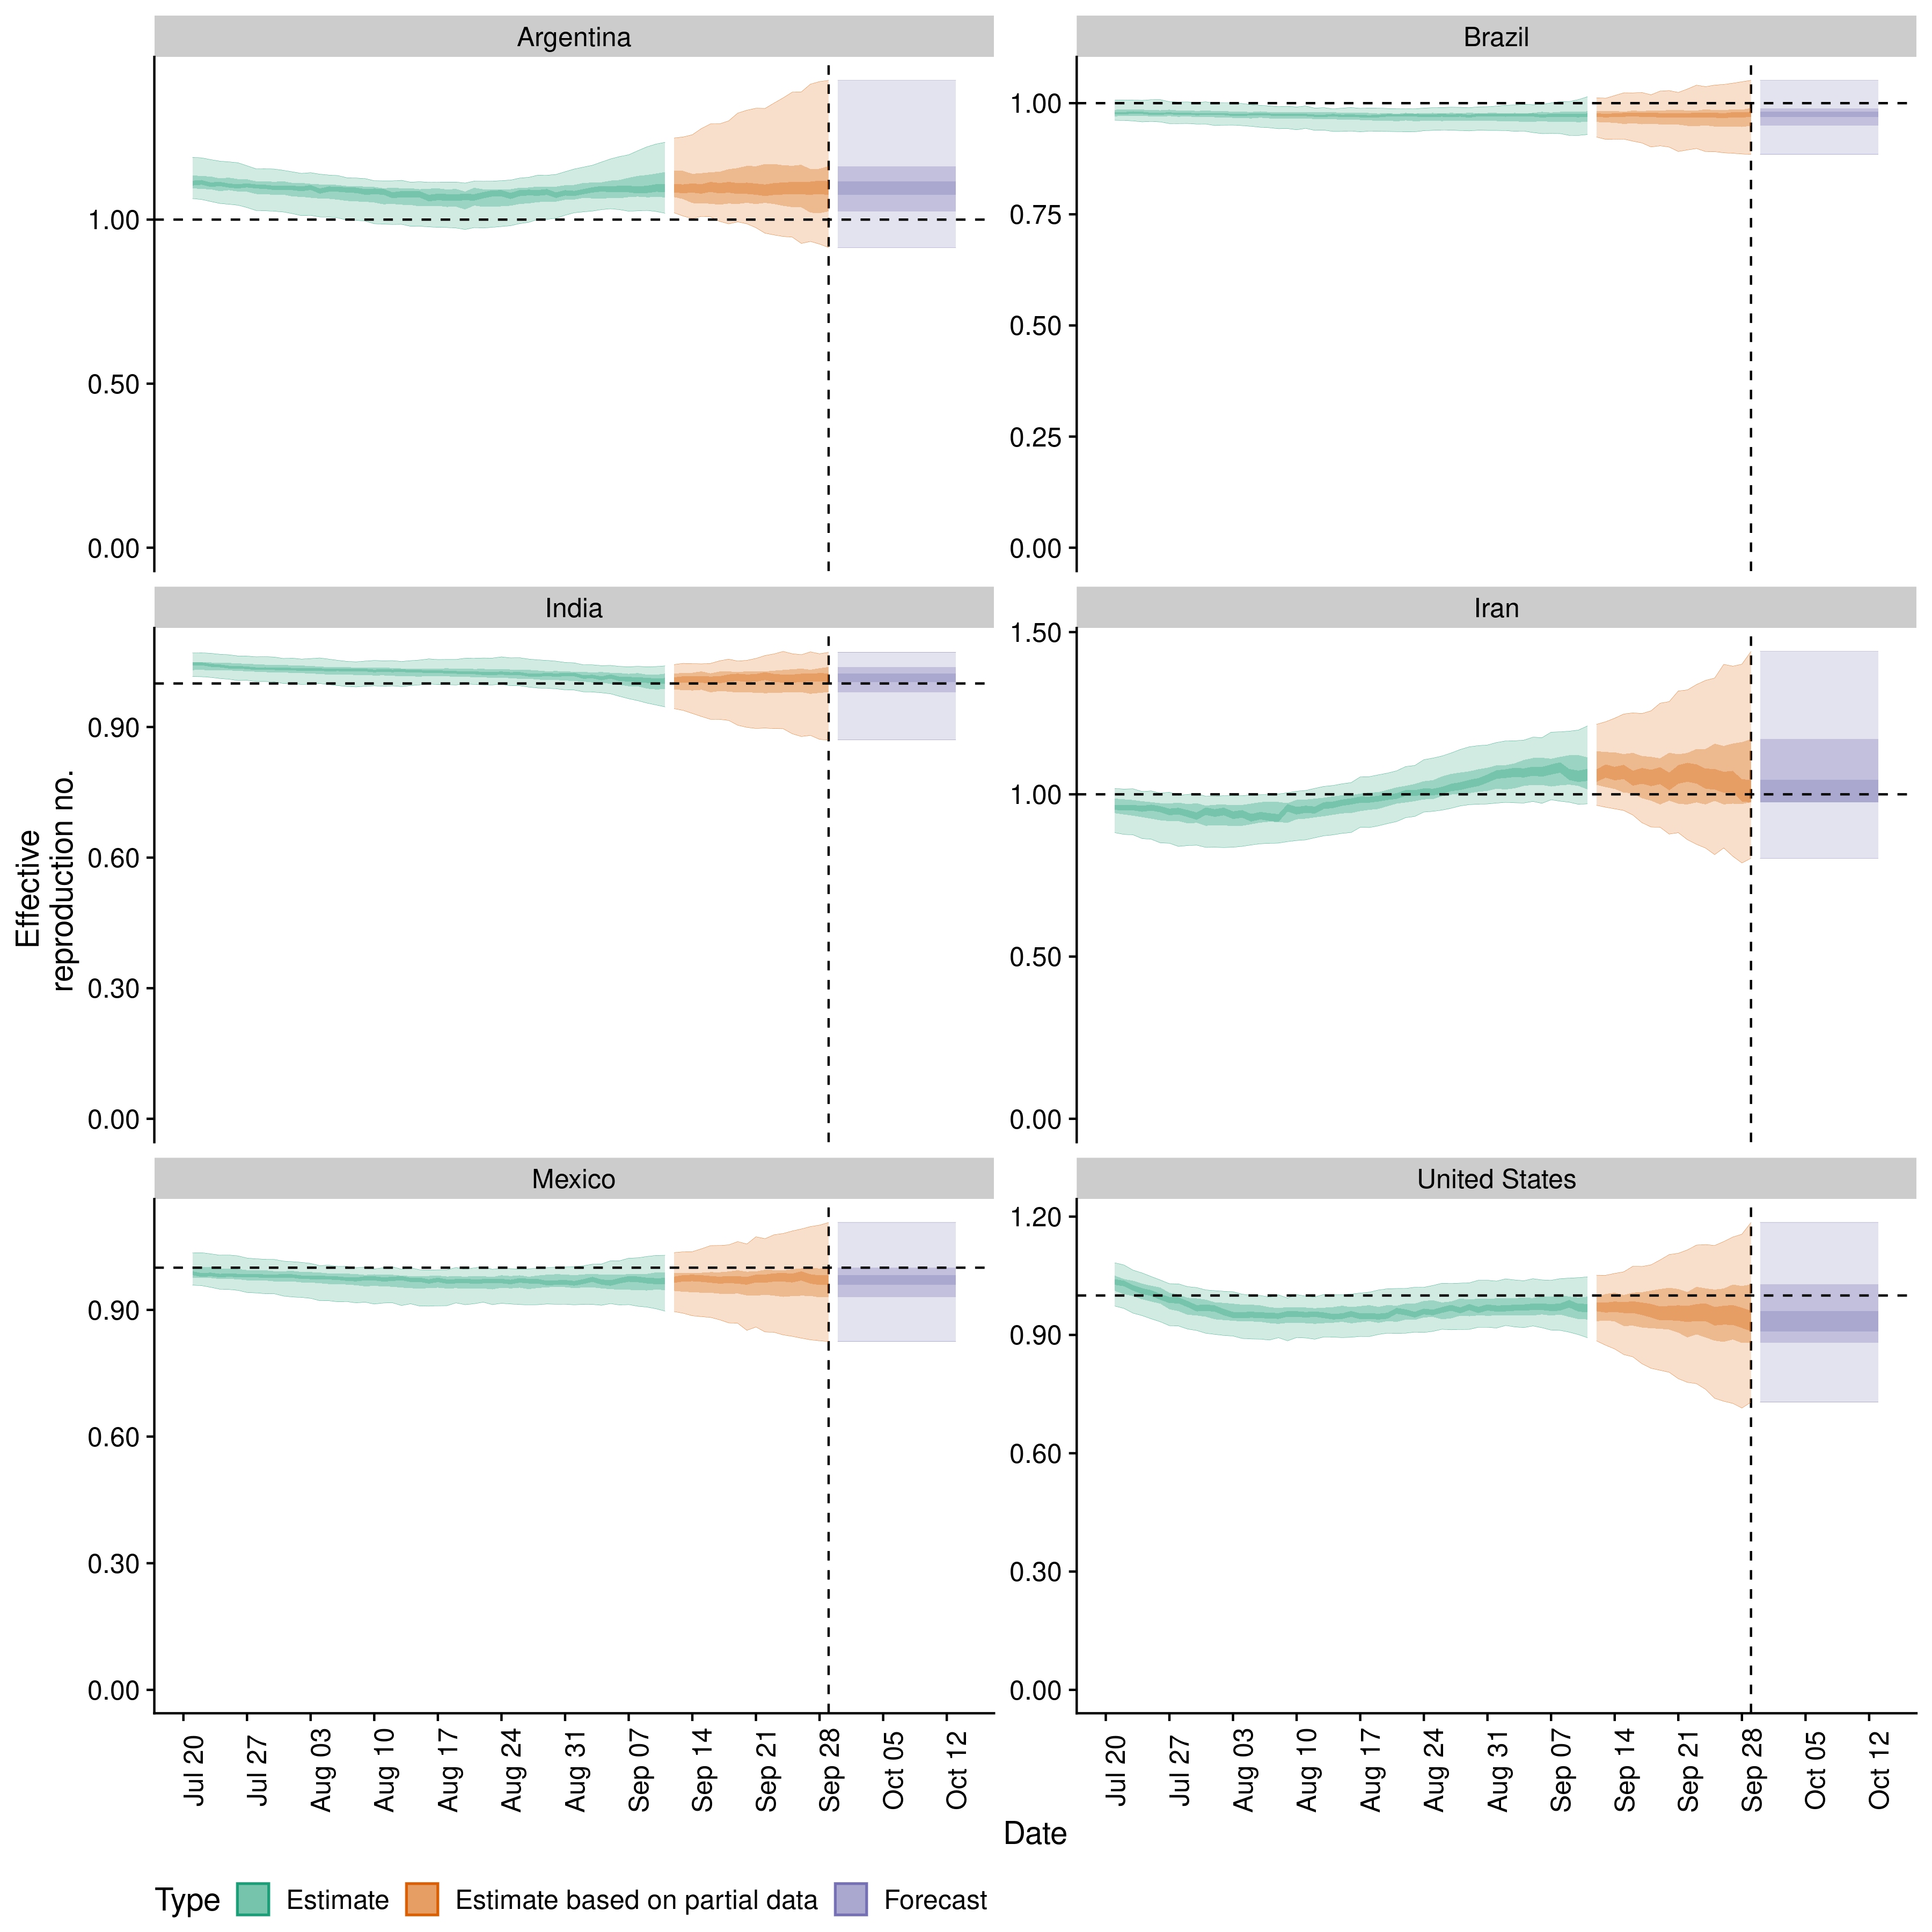 Argentina
Brazil
1.00
0.50
0.00
1.00
0.75
0.50
0.25
0.00
India
Iran
0.90
0.60
0.30
0.00
1.50
1.00
0.50
0.00
Effective
reproduction no.
Mexico
United States
0.90
0.60
0.30
0.00
1.20
0.90
0.60
0.30
0.00
Jul 20 Jul 27 Aug 03 Aug 10 Aug 17 Aug 24 Aug 31 Sep 07 Sep 14 Sep 21 Sep 28 Oct 05 Oct 12
Jul 20 Jul 27 Aug 03 Aug 10 Aug 17 Aug 24 Aug 31 Sep 07 Sep 14 Sep 21 Sep 28 Oct 05 Oct 12
Date
Type Estimate Estimate based on partial data Forecast